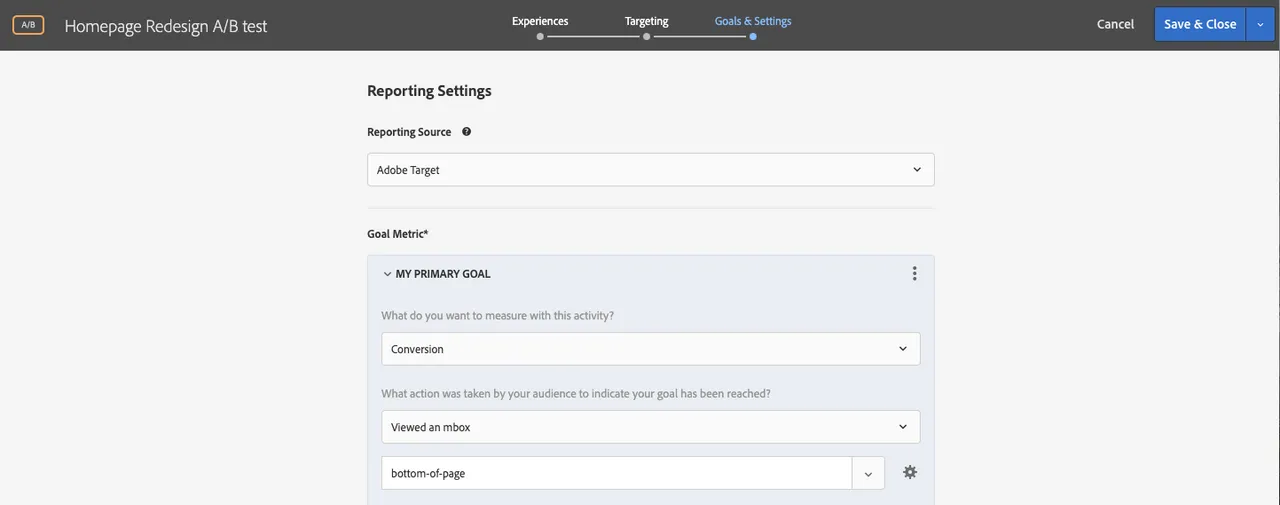 A/B
Homepage Redesign A/B test
Experiences
Targeting
Goals & Settings
Cancel
Save & Close
Reporting Settings
Reporting Source
Adobe Target
Goal Metric*
MY PRIMARY GOAL
What do you want to measure with this activity?
Conversion
What action was taken by your audience to indicate your goal has been reached?
Viewed an mbox
bottom-of-page